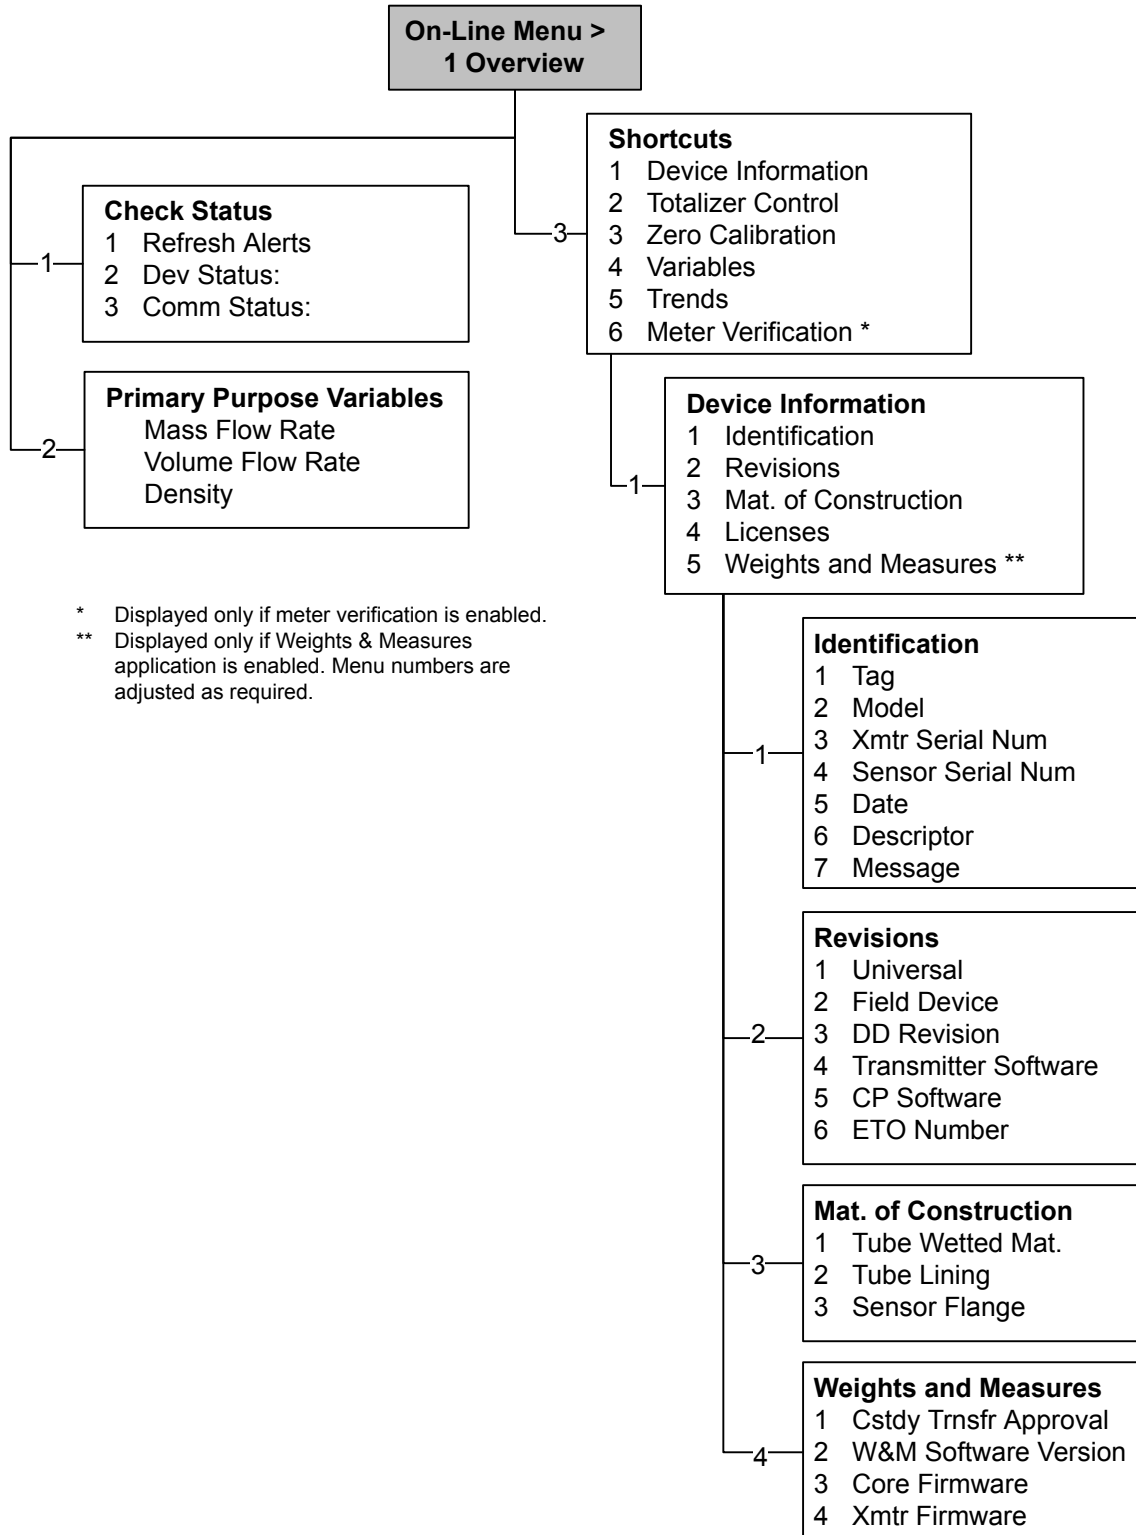 On-Line Menu >
1 Overview
Shortcuts
1 Device Information
2 Totalizer Control
3 Zero Calibration
4 Variables
5 Trends
6 Meter Verification *
3
Check Status
1 Refresh Alerts
2 Dev Status:
3 Comm Status:
1
Primary Purpose Variables
Mass Flow Rate
Volume Flow Rate
Density
2
Device Information
1 Identification
2 Revisions
3 Mat. of Construction
4 Licenses
5 Weights and Measures **
1
* Displayed only if meter verification is enabled.
** Displayed only if Weights & Measures
application is enabled. Menu numbers are
adjusted as required.
Identification
1 Tag
2 Model
3 Xmtr Serial Num
4 Sensor Serial Num
5 Date
6 Descriptor
7 Message
1
Revisions
1 Universal
2 Field Device
3 DD Revision
4 Transmitter Software
5 CP Software
6 ETO Number
2
Mat. of Construction
1 Tube Wetted Mat.
2 Tube Lining
3 Sensor Flange
3
Weights and Measures
1 Cstdy Trnsfr Approval
2 W&M Software Version
3 Core Firmware
4 Xmtr Firmware
4